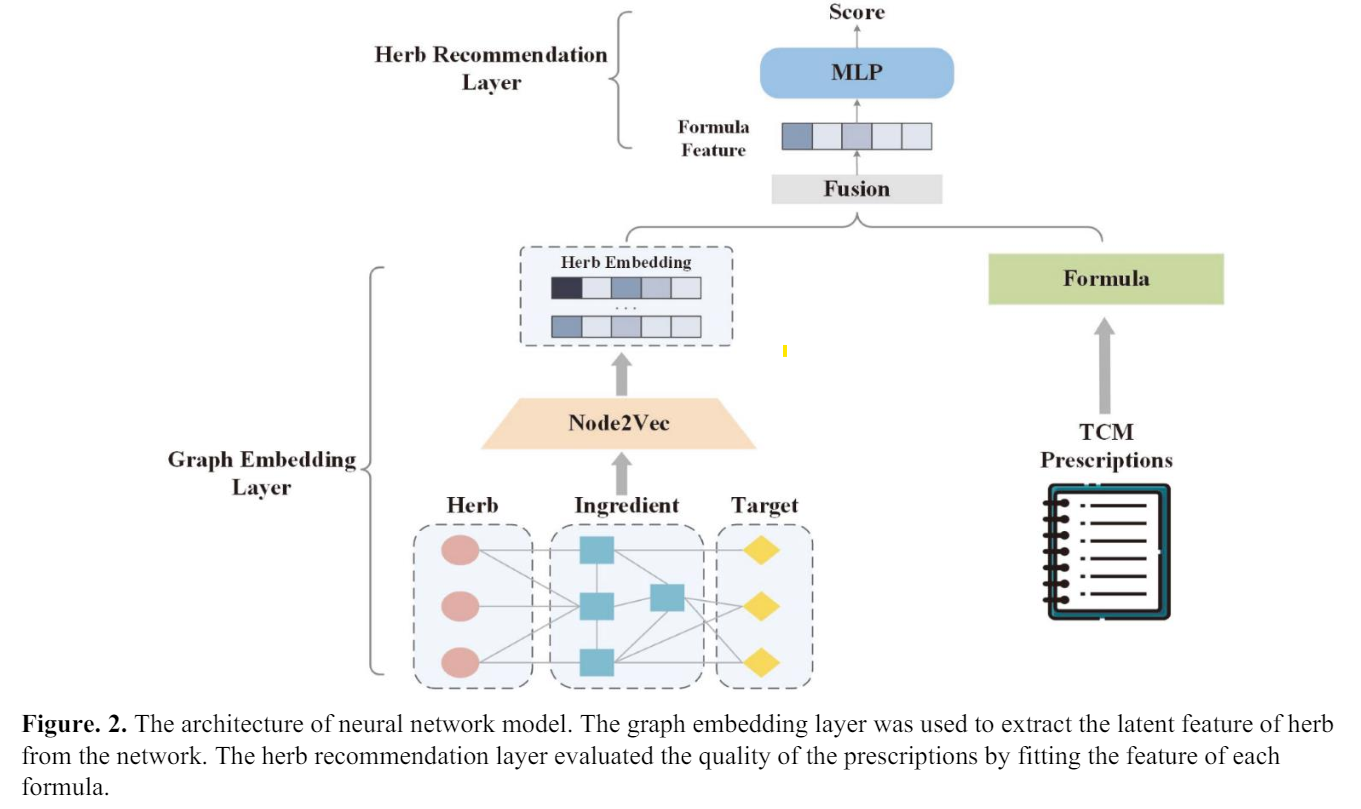 Score
Herb Recommendation
Layer
MLP
Formula
Feature
Fusion
Herb Embedding
...
Formula
Node2Vec
TCM
Prescriptions
Graph Embedding
Layer
Herb
Ingredient
Target
Figure. 2. The architecture of neural network model. The graph embedding layer was used to extract the latent feature of herb
from the network. The herb recommendation layer evaluated the quality of the prescriptions by fitting the feature of each
formula.